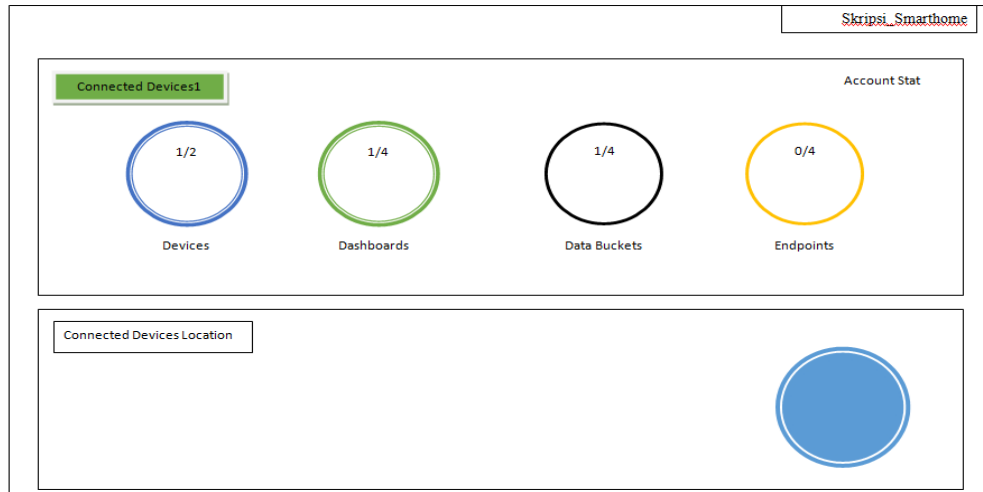 Skripsi_Smarthome
Connected Devices1
Account Stat
1/2
1/4
1/4
0/4
Devices
Dashboards
Data Buckets
Endpoints
Connected Devices Location